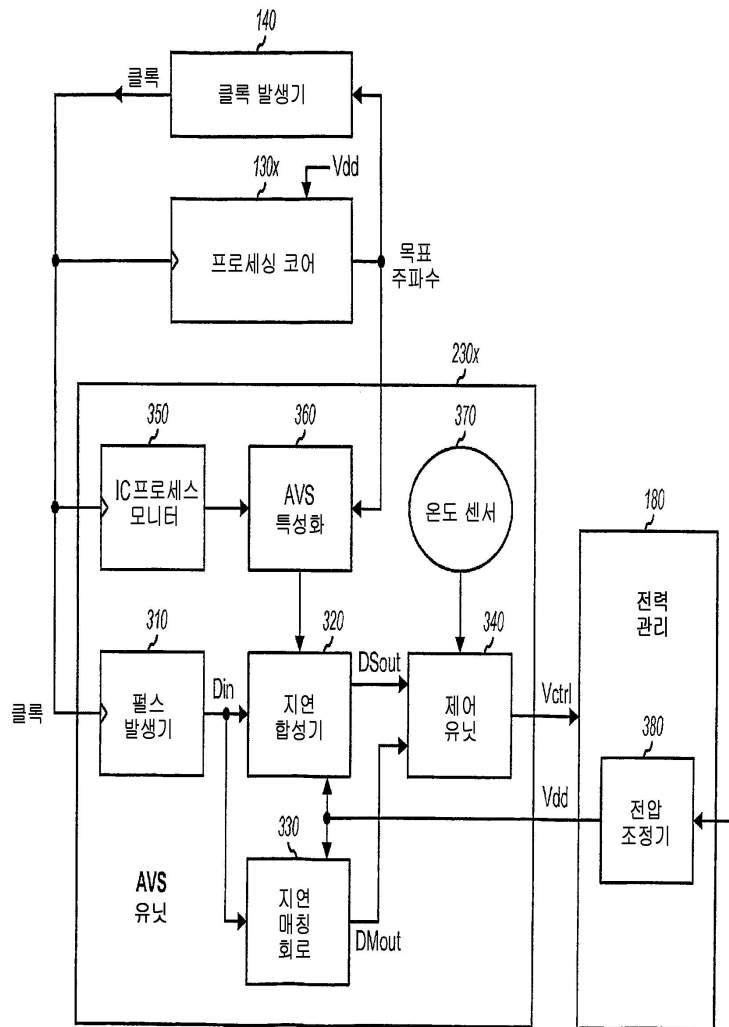 140
클록
클록 발생기
130x
Vdd
프로세싱 코어
목표
주파수
230x
350
360
370
IC프로세스
모니터
AVS
특성화
온도 센서
180
전력
관리
310
320
340
Din
DSout
Vctrl
클록
펄스
발생기
지연
합성기
제어
유닛
380
Vdd
전압
조정기
330
AVS
유닛
지연
매칭
회로
DMout